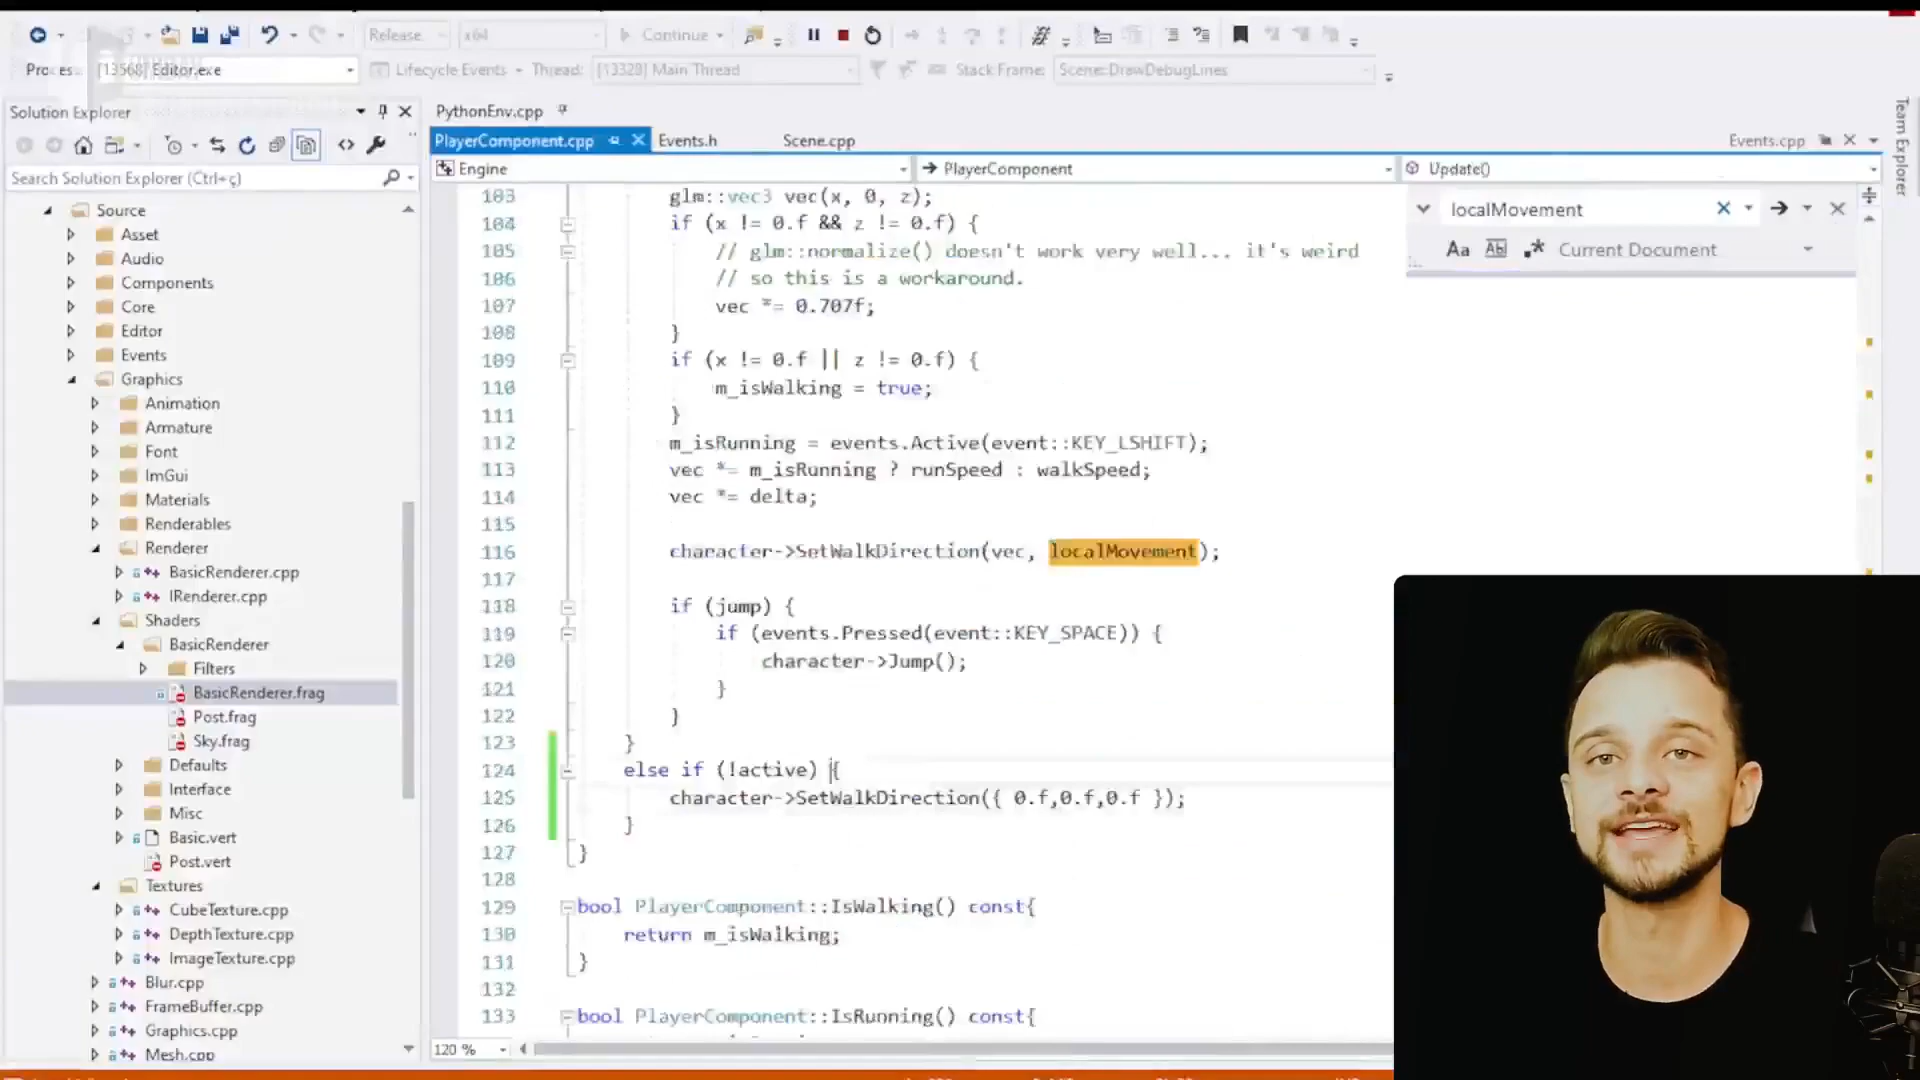 Release
x64
Continue
[13568] Editor.exe
Lifecycle Events
Thread:
[13328] Main Thread
Stack Frame:
Scene::DrawDebugLines
Solution Explorer
Search Solution Explorer (Ctrl+ç)
Source
Asset
Audio
Components
Core
Editor
Events
Graphics
Animation
Armature
Font
ImGui
Materials
Renderables
Renderer
BasicRenderer.cpp
IRenderer.cpp
Shaders
BasicRenderer
Filters
BasicRenderer.frag
Post.frag
Sky.frag
Defaults
Interface
Misc
Basic.vert
Post.vert
Textures
CubeTexture.cpp
DepthTexture.cpp
ImageTexture.cpp
Blur.cpp
FrameBuffer.cpp
Graphics.cpp
Mesh.cpp
PythonEnv.cpp
PlayerComponent.cpp
Events.h
Scene.cpp
Events.cpp
Engine
PlayerComponent
Update()
localMovement
Aa
Current Document
Team Explorer
103 glm::vec3 vec(x, 0, z);
104 if (x != 0.f && z != 0.f) {
105 // glm::normalize() doesn't work very well... it's weird
106 // so this is a workaround.
107 vec *= 0.707f;
108 }
109 if (x != 0.f || z != 0.f) {
110 m_isWalking = true;
111 }
112 m_isRunning = events.Active(event::KEY_LSHIFT);
113 vec *= m_isRunning ? runSpeed : walkSpeed;
114 vec *= delta;
115
116 character->SetWalkDirection(vec, localMovement);
117
118 if (jump) {
119 if (events.Pressed(event::KEY_SPACE)) {
120 character->Jump();
121 }
122 }
123 }
124 else if (!active) {
125 character->SetWalkDirection({ 0.f,0.f,0.f });
126 }
127 }
128
129 bool PlayerComponent::IsWalking() const{
130 return m_isWalking;
131 }
132
133 bool PlayerComponent::IsRunning() const{
120 %